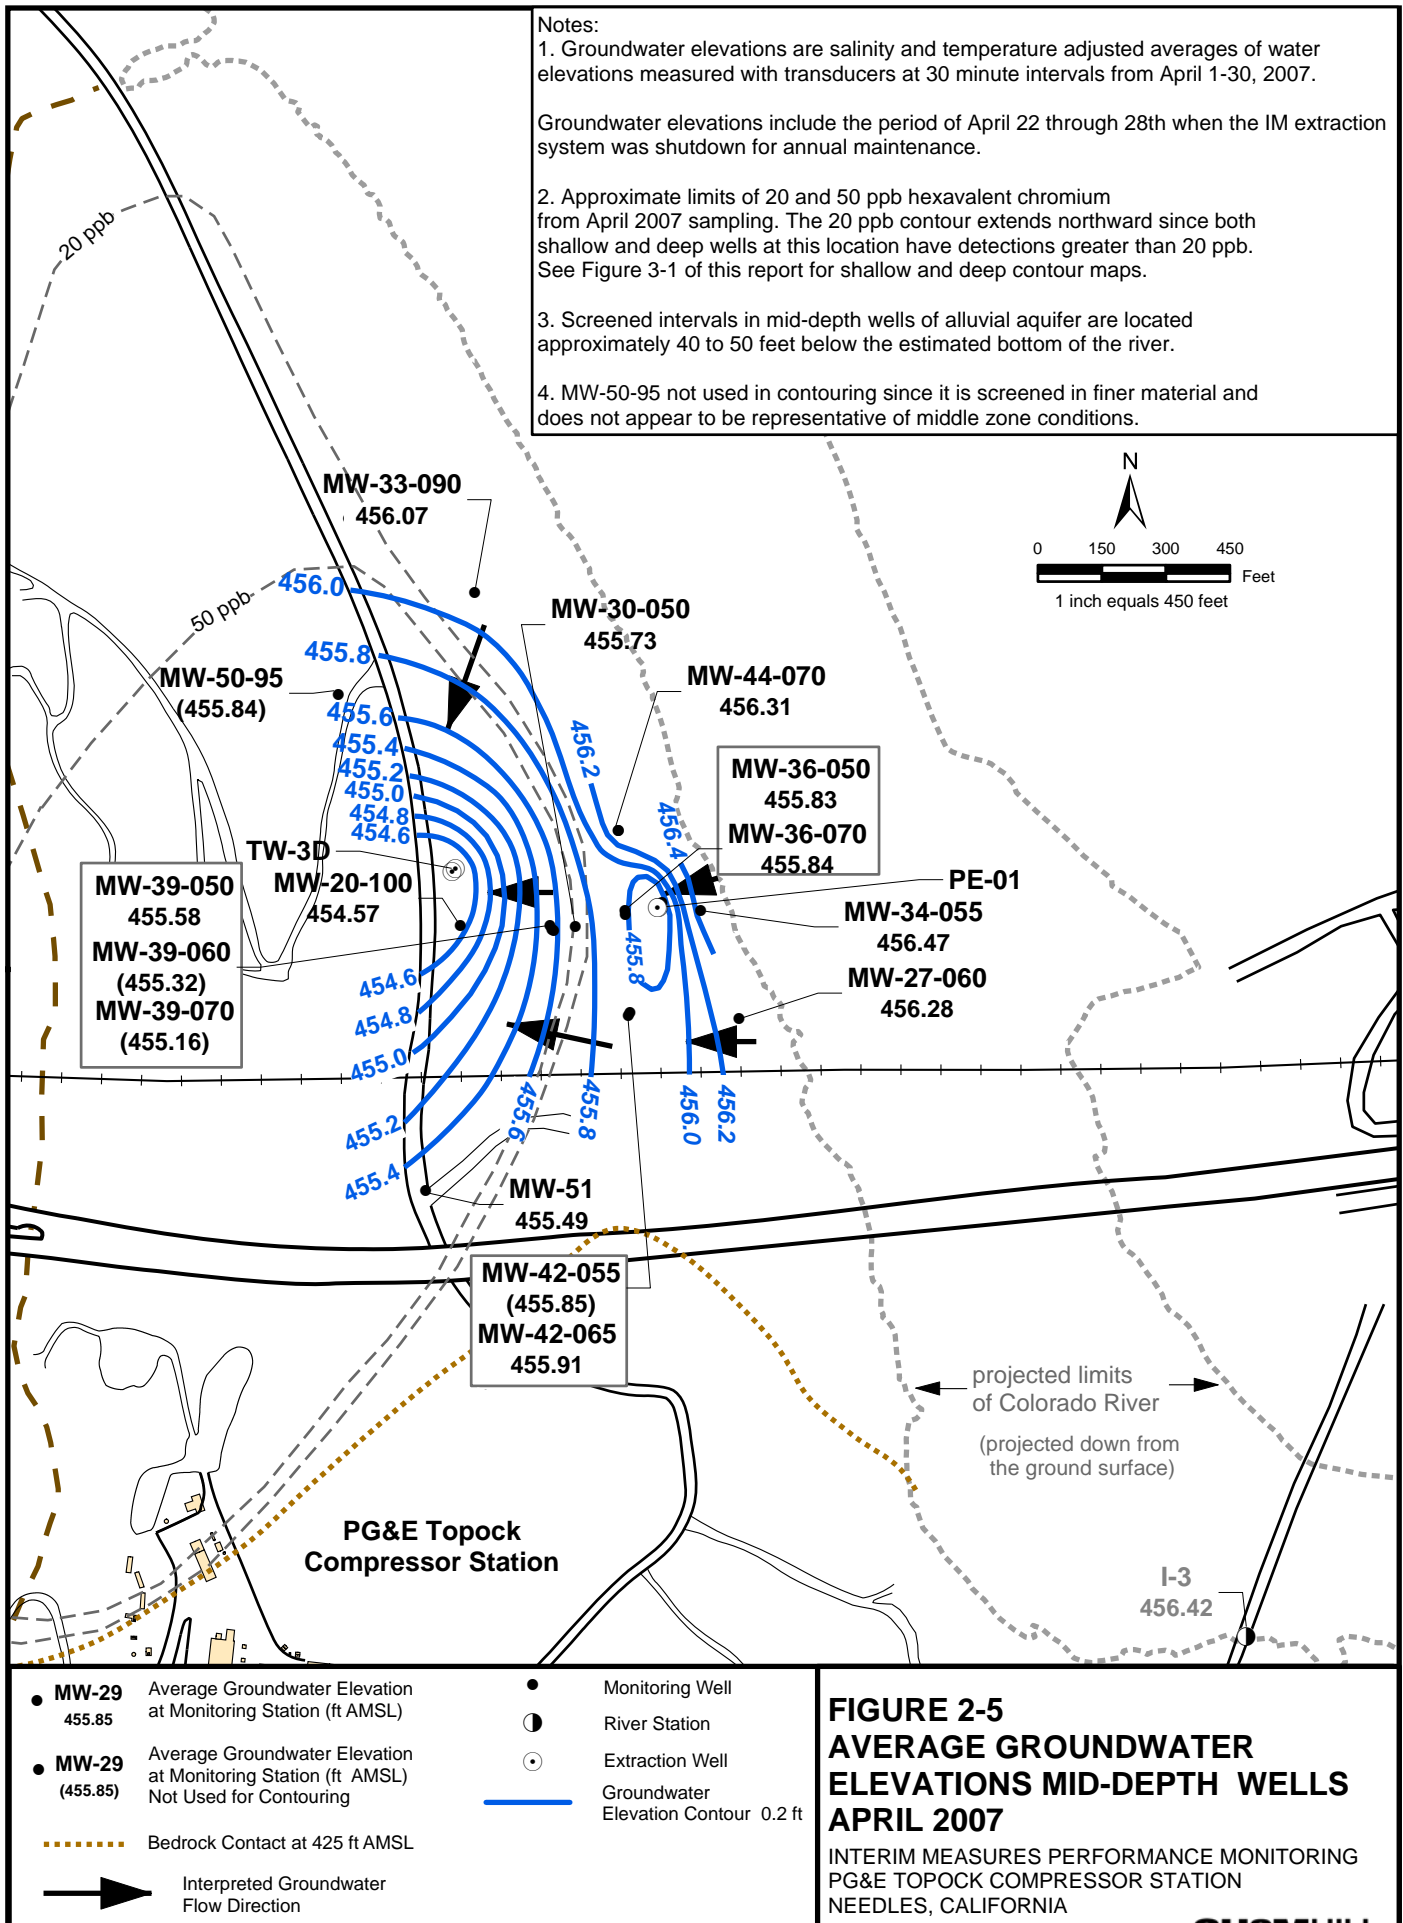 Notes:
1. Groundwater elevations are salinity and temperature adjusted averages of water
elevations measured with transducers at 30 minute intervals from April 1-30, 2007.
Groundwater elevations include the period of April 22 through 28th when the IM extraction
system was shutdown for annual maintenance.
2. Approximate limits of 20 and 50 ppb hexavalent chromium
from April 2007 sampling. The 20 ppb contour extends northward since both
shallow and deep wells at this location have detections greater than 20 ppb.
See Figure 3-1 of this report for shallow and deep contour maps.
3. Screened intervals in mid-depth wells of alluvial aquifer are located
approximately 40 to 50 feet below the estimated bottom of the river.
4. MW-50-95 not used in contouring since it is screened in finer material and
does not appear to be representative of middle zone conditions.
20 ppb
N
0 150 300 450
Feet
1 inch equals 450 feet
MW-33-090
456.07
50 ppb
456.0
MW-30-050
455.73
455.8
MW-50-95
(455.84)
MW-44-070
456.31
455.6
455.4
455.2
455.0
454.8
454.6
456.2
456.4
MW-36-050
455.83
MW-36-070
455.84
TW-3D
MW-20-100
454.57
PE-01
MW-34-055
456.47
MW-27-060
456.28
MW-39-050
455.58
MW-39-060
(455.32)
MW-39-070
(455.16)
455.8
454.6
454.8
455.0
455.2
455.4
455.6
455.8
456.0
456.2
MW-51
455.49
MW-42-055
(455.85)
MW-42-065
455.91
projected limits
of Colorado River
(projected down from
the ground surface)
PG&E Topock
Compressor Station
I-3
456.42
MW-29
455.85
Average Groundwater Elevation
at Monitoring Station (ft AMSL)
MW-29
(455.85)
Average Groundwater Elevation
at Monitoring Station (ft AMSL)
Not Used for Contouring
Bedrock Contact at 425 ft AMSL
Interpreted Groundwater
Flow Direction
Monitoring Well
River Station
Extraction Well
Groundwater
Elevation Contour 0.2 ft
FIGURE 2-5
AVERAGE GROUNDWATER
ELEVATIONS MID-DEPTH WELLS
APRIL 2007
INTERIM MEASURES PERFORMANCE MONITORING
PG&E TOPOCK COMPRESSOR STATION
NEEDLES, CALIFORNIA